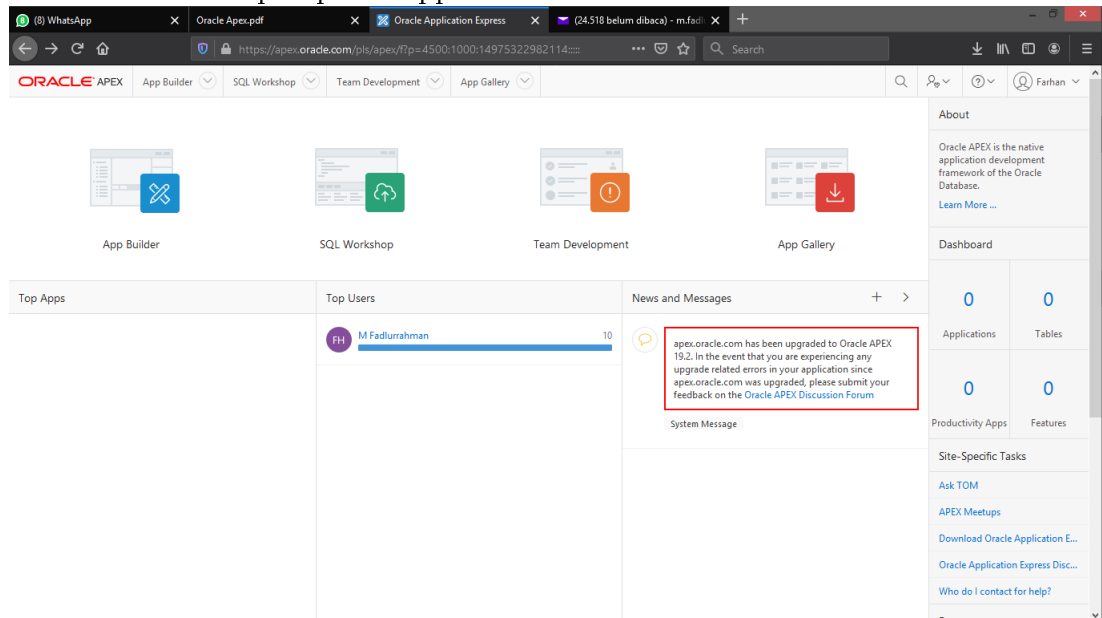 (8) WhatsApp
Oracle Apex.pdf
Oracle Application Express
(24.518 belum dibaca) - m.fadl
https://apex.oracle.com/pls/apex/f?p=4500:1000:14975322982114:::::
Search
ORACLE APEX
App Builder
SQL Workshop
Team Development
App Gallery
Farhan
App Builder
SQL Workshop
Team Development
App Gallery
Top Apps
Top Users
FH
M Fadlurrahman
10
News and Messages
apex.oracle.com has been upgraded to Oracle APEX
19.2. In the event that you are experiencing any
upgrade related errors in your application since
apex.oracle.com was upgraded, please submit your
feedback on the Oracle APEX Discussion Forum
System Message
About
Oracle APEX is the native
application development
framework of the Oracle
Database.
Learn More ...
Dashboard
0
0
Applications
Tables
0
0
Productivity Apps
Features
Site-Specific Tasks
Ask TOM
APEX Meetups
Download Oracle Application E...
Oracle Application Express Disc...
Who do I contact for help?